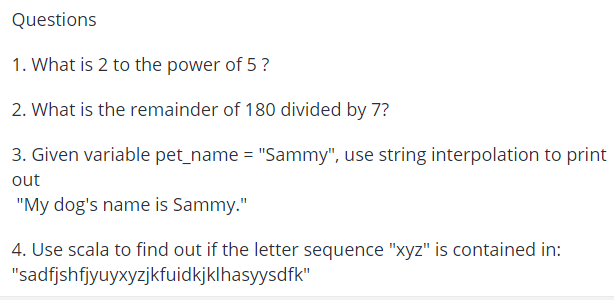 Questions
1. What is 2 to the power of 5 ?
2. What is the remainder of 180 divided by 7?
3. Given variable pet_name = "Sammy", use string interpolation to print
out
"My dog's name is Sammy."
4. Use scala to find out if the letter sequence "xyz" is contained in:
"sadfjshfjyuyxyzjkfuidkjklhasyysdfk"